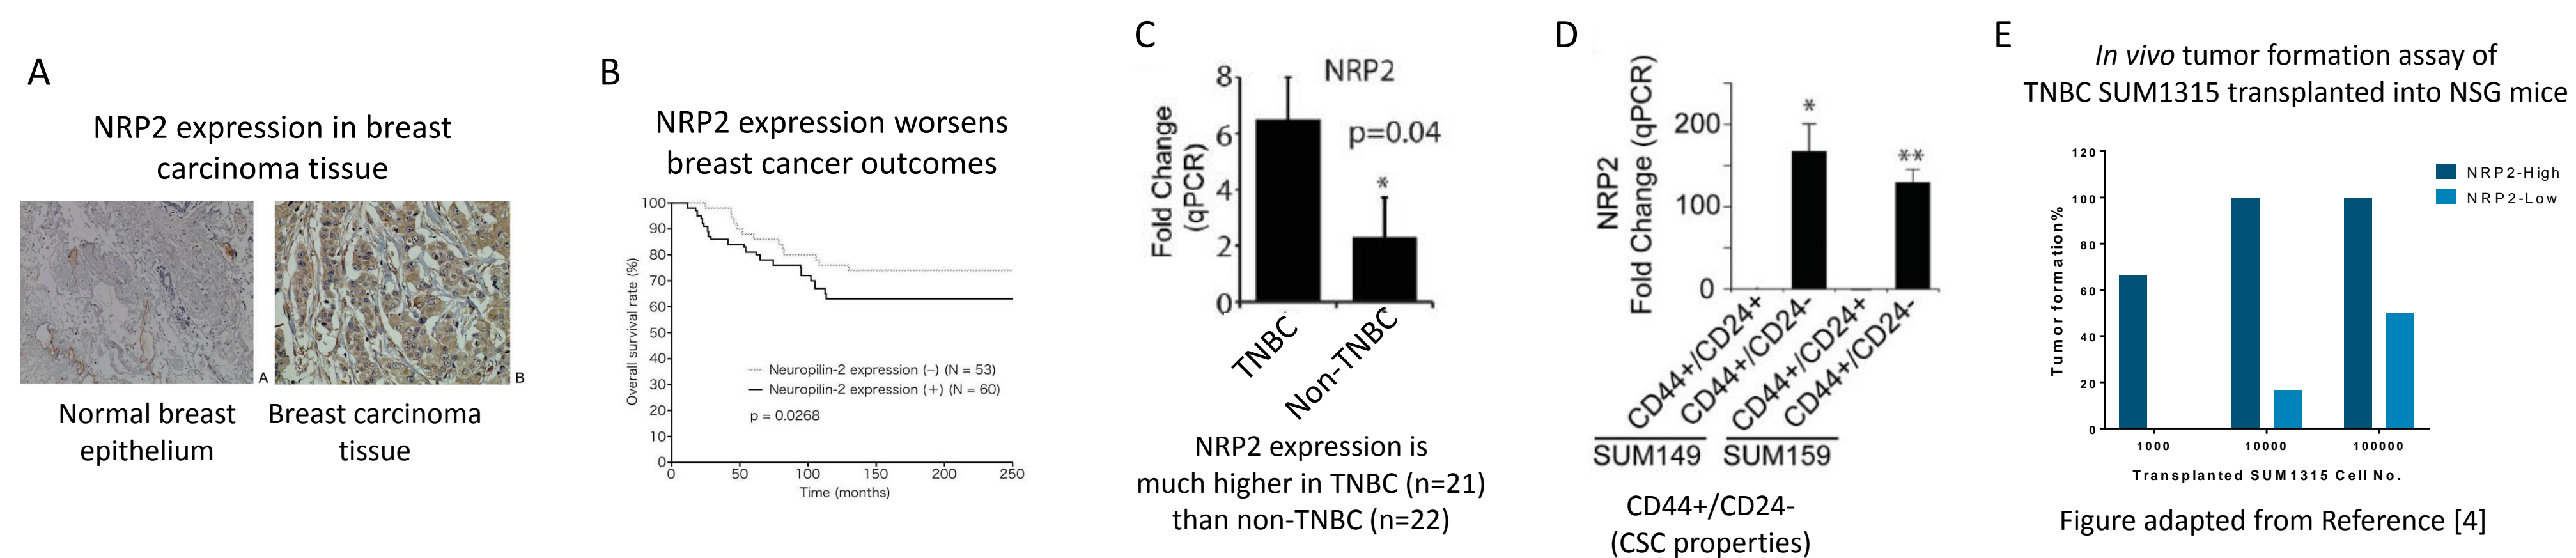 A
NRP2 expression in breast
carcinoma tissue
A
B
Normal breast
epithelium
Breast carcinoma
tissue
B
NRP2 expression worsens
breast cancer outcomes
Overall survival rate (%)
100
90
80
70
60
50
40
30
20
10
0
0 50 100 150 200 250
Time (months)
Neuropilin-2 expression (−) (N = 53)
Neuropilin-2 expression (+) (N = 60)
p = 0.0268
C
NRP2
p=0.04
*
Fold Change
(qPCR)
8
6
4
2
0
TNBC
Non-TNBC
NRP2 expression is
much higher in TNBC (n=21)
than non-TNBC (n=22)
D
NRP2
Fold Change (qPCR)
200
100
0
*
**
CD44+/CD24+
CD44+/CD24-
CD44+/CD24+
CD44+/CD24-
SUM149 SUM159
CD44+/CD24-
(CSC properties)
E
In vivo tumor formation assay of
TNBC SUM1315 transplanted into NSG mice
Tumor formation%
120
100
80
60
40
20
0
1000 10000 100000
Transplanted SUM1315 Cell No.
NRP2-High
NRP2-Low
Figure adapted from Reference [4]